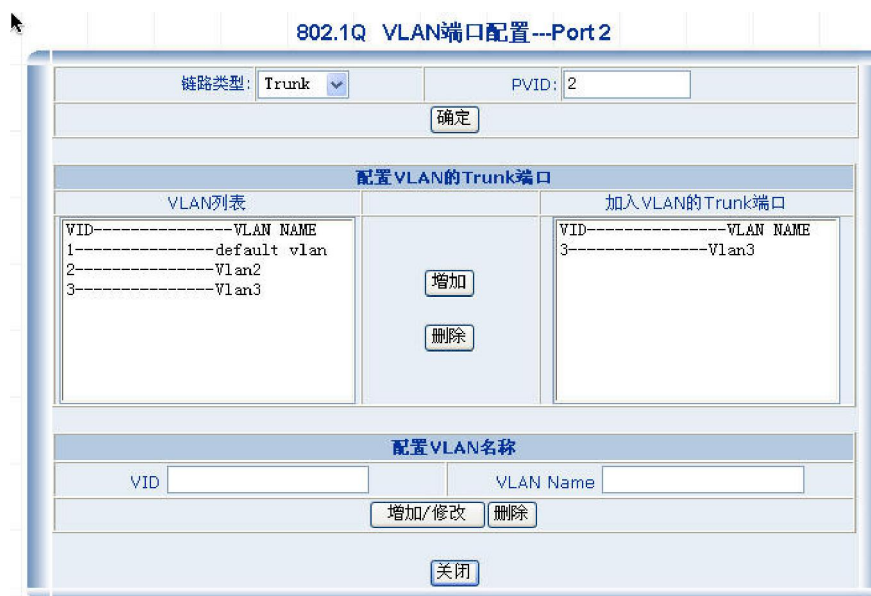 802.1Q VLAN端口配置---Port 2
链路类型: Trunk PVID: 2
确定
配置VLAN的Trunk端口
VLAN列表 加入VLAN的Trunk端口
VID---------------VLAN NAME VID---------------VLAN NAME
1---------------default vlan 3---------------Vlan3
2---------------Vlan2
3---------------Vlan3
增加
删除
配置VLAN名称
VID VLAN Name
增加/修改 删除
关闭